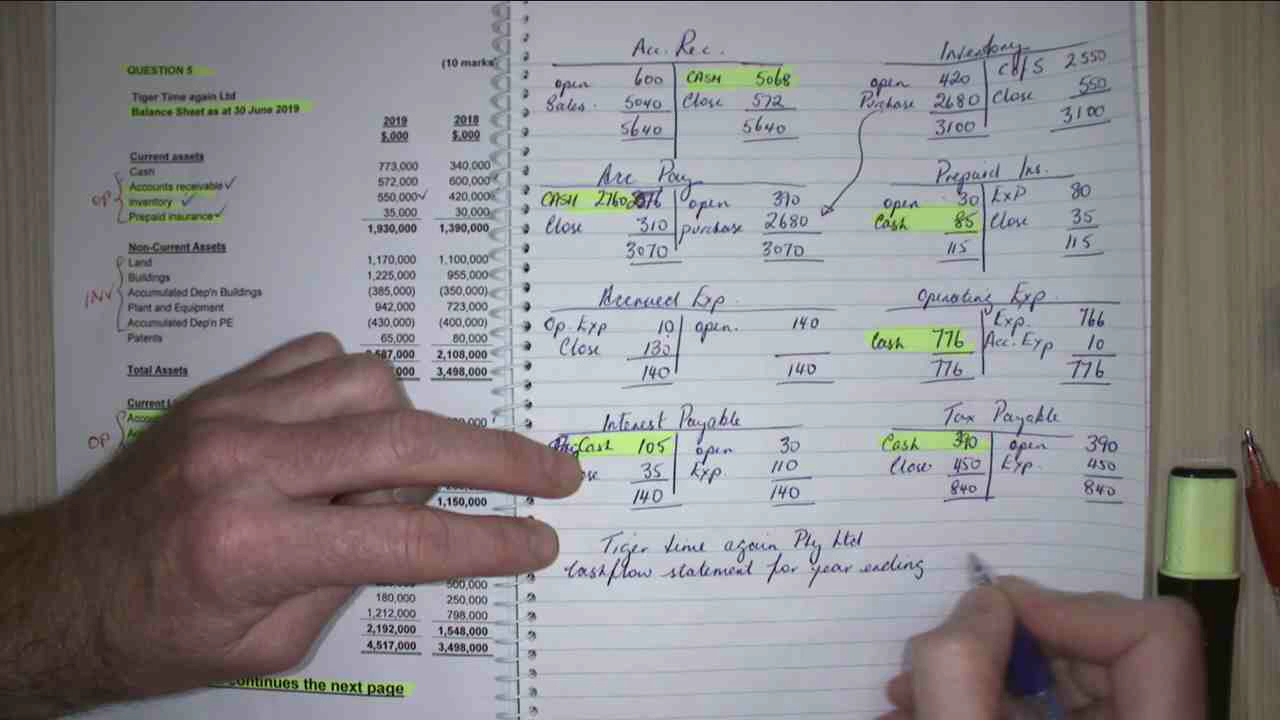 QUESTION 5
(10 marks
Tiger Time again Ltd
Balance Sheet as at 30 June 2019
2019 2018
$,000 $,000
Current assets
Cash 773,000 340,000
Accounts receivable ✓ 572,000 600,000
Inventory ✓ 550,000 ✓ 420,000
Prepaid insurance ✓ 35,000 30,000
1,930,000 1,390,000
OP
Non-Current Assets
Land 1,170,000 1,100,000
Buildings 1,225,000 955,000
Accumulated Dep'n Buildings (385,000) (350,000)
Plant and Equipment 942,000 723,000
Accumulated Dep'n PE (430,000) (400,000)
Patents 65,000 80,000
587,000 2,108,000
INV
Total Assets ,000 3,498,000
Current L
Acco
OP
1,150,000
500,000
180,000 250,000
1,212,000 798,000
2,192,000 1,548,000
4,517,000 3,498,000
continues the next page
Acc. Rec.
open 600 CASH 5068
Sales. 5040 Close 572
5640 5640
Inventory
open 420 CofS 2550
Purchase 2680 Close 550
3100 3100
Acc Pay
CASH 2760 open 390
Close 310 purchase 2680
3070 3070
Prepaid Ins.
open 30 Exp 80
Cash 85 Close 35
115 115
Accrued Exp.
Op. Exp 10 open. 140
Close 130
140 140
Operating Exp.
Exp. 766
Cash 776 Acc. Exp 10
776 776
Interest Payable
Cash 105 open 30
ose 35 Exp. 110
140 140
Tax Payable
Cash 390 open 390
Close 450 Exp. 450
840 840
Tiger time again Pty Ltd
Cashflow statement for year ending